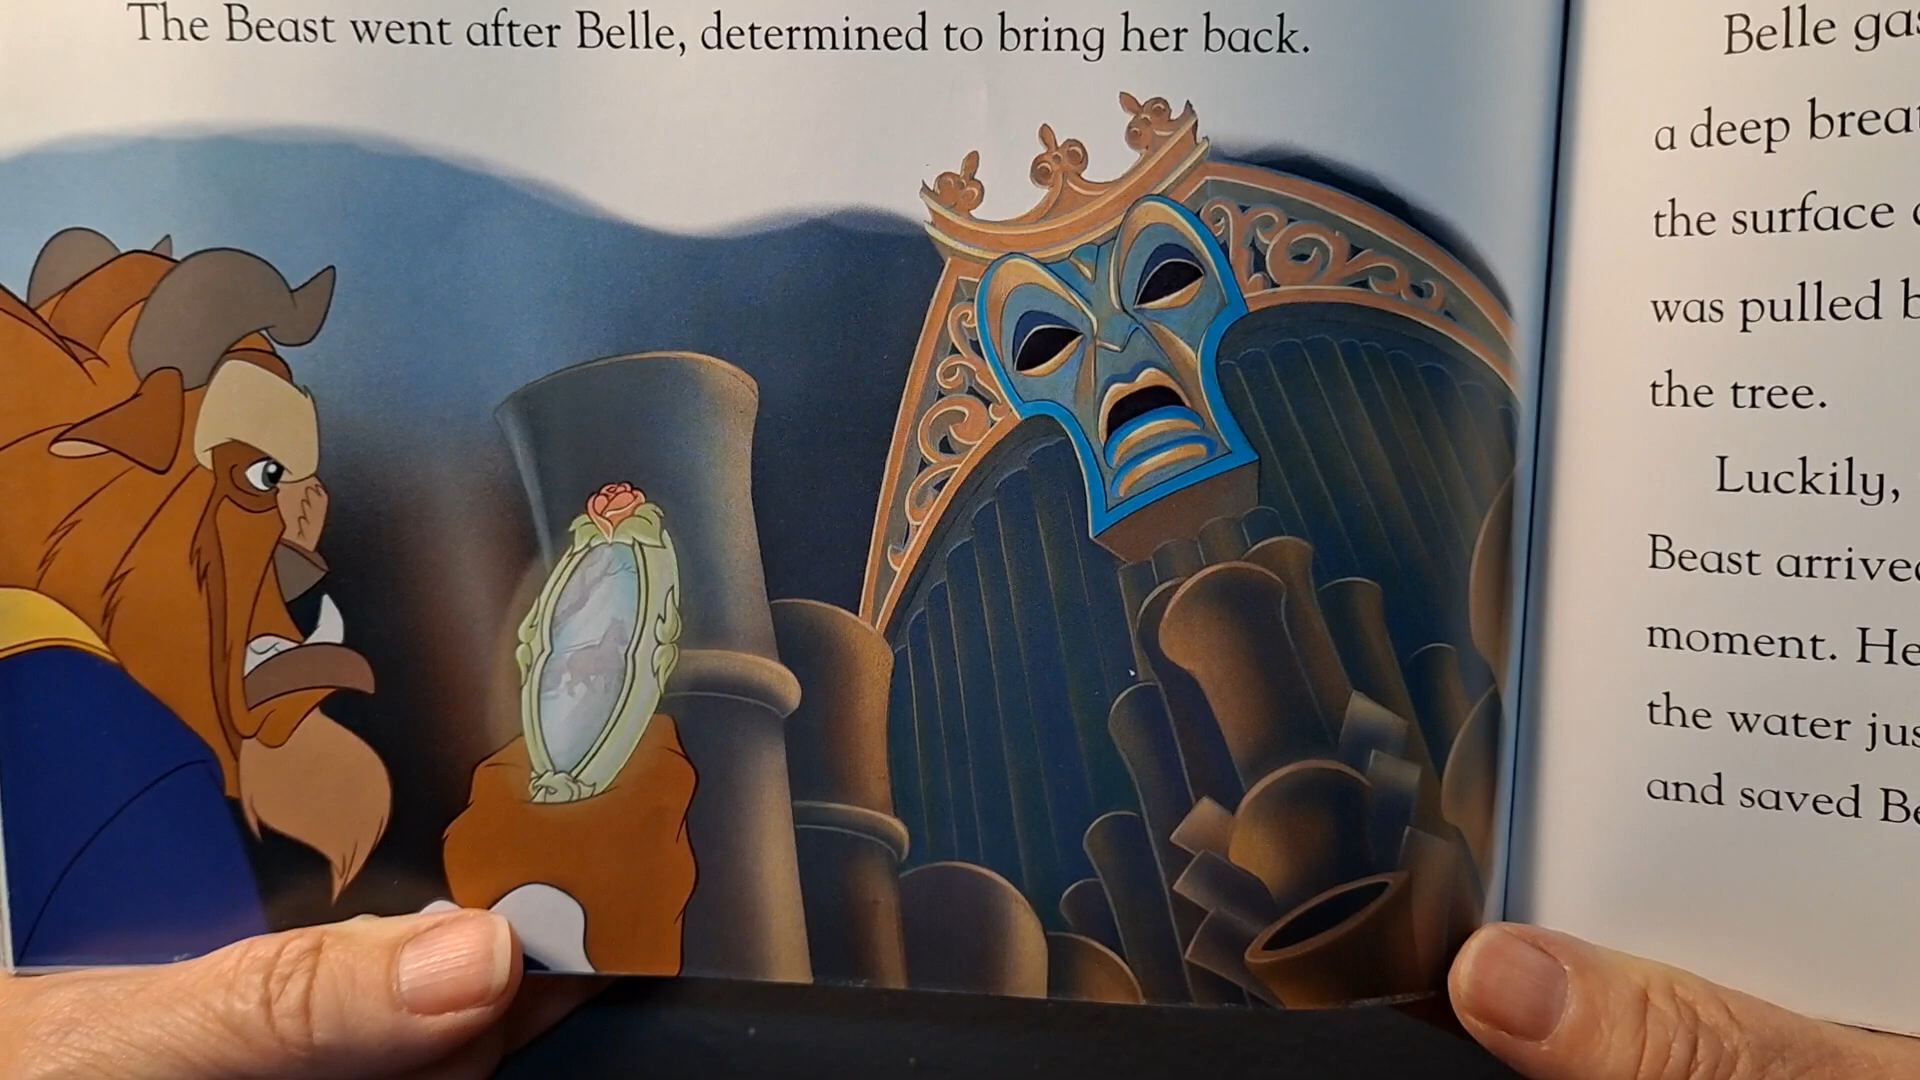 The Beast went after Belle, determined to bring her back.
Belle
a deep
the surface
was pulled
the tree.
Luckily,
Beast
moment. He
the water
and saved